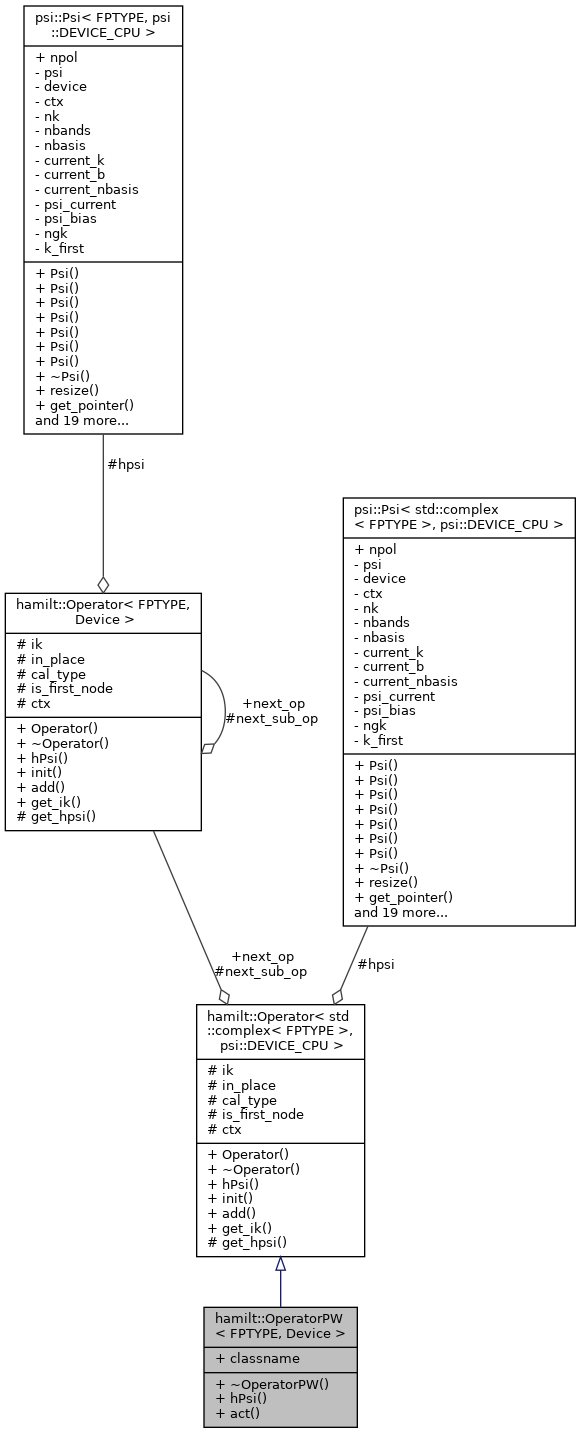 psi::Psi< FPTYPE, psi
::DEVICE_CPU >
+ npol
- psi
- device
- ctx
- nk
- nbands
- nbasis
- current_k
- current_b
- current_nbasis
- psi_current
- psi_bias
- ngk
- k_first
+ Psi()
+ Psi()
+ Psi()
+ Psi()
+ Psi()
+ Psi()
+ Psi()
+ ~Psi()
+ resize()
+ get_pointer()
and 19 more...
#hpsi
hamilt::Operator< FPTYPE,
Device >
# ik
# in_place
# cal_type
# is_first_node
# ctx
+ Operator()
+ ~Operator()
+ hPsi()
+ init()
+ add()
+ get_ik()
# get_hpsi()
+next_op
#next_sub_op
psi::Psi< std::complex
< FPTYPE >, psi::DEVICE_CPU >
+ npol
- psi
- device
- ctx
- nk
- nbands
- nbasis
- current_k
- current_b
- current_nbasis
- psi_current
- psi_bias
- ngk
- k_first
+ Psi()
+ Psi()
+ Psi()
+ Psi()
+ Psi()
+ Psi()
+ Psi()
+ ~Psi()
+ resize()
+ get_pointer()
and 19 more...
+next_op
#next_sub_op
#hpsi
hamilt::Operator< std
::complex< FPTYPE >,
psi::DEVICE_CPU >
# ik
# in_place
# cal_type
# is_first_node
# ctx
+ Operator()
+ ~Operator()
+ hPsi()
+ init()
+ add()
+ get_ik()
# get_hpsi()
hamilt::OperatorPW
< FPTYPE, Device >
+ classname
+ ~OperatorPW()
+ hPsi()
+ act()